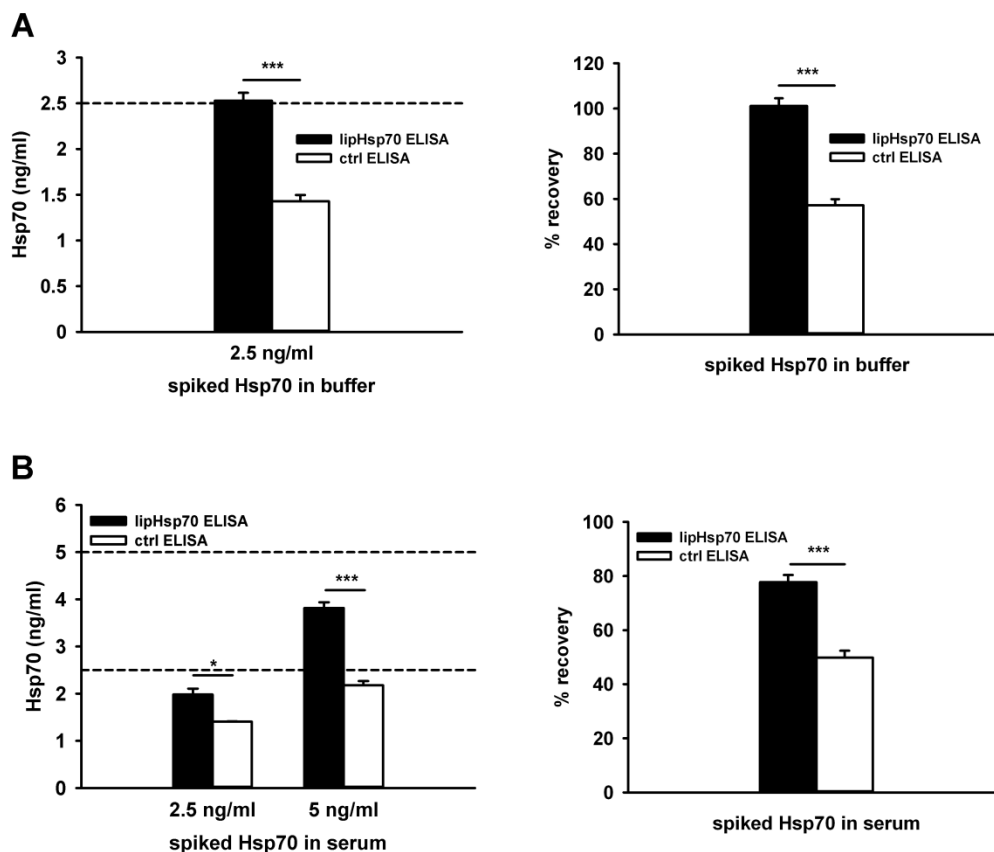 A
3
2.5
2
1.5
1
0.5
0
Hsp70 (ng/ml)
***
lipHsp70 ELISA
ctrl ELISA
2.5 ng/ml
spiked Hsp70 in buffer
120
100
80
60
40
20
0
% recovery
***
lipHsp70 ELISA
ctrl ELISA
spiked Hsp70 in buffer
B
6
5
4
3
2
1
0
Hsp70 (ng/ml)
lipHsp70 ELISA
ctrl ELISA
*
***
2.5 ng/ml 5 ng/ml
spiked Hsp70 in serum
100
80
60
40
20
0
% recovery
lipHsp70 ELISA
ctrl ELISA
***
spiked Hsp70 in serum